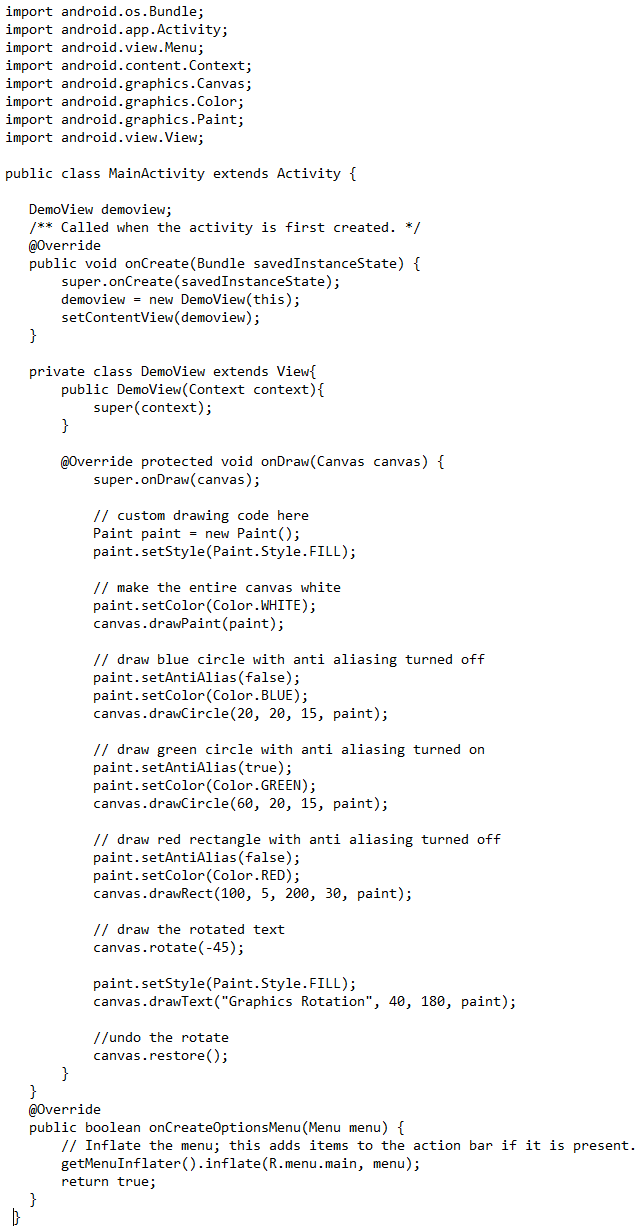 import android.os.Bundle;
import android.app.Activity;
import android.view.Menu;
import android.content.Context;
import android.graphics.Canvas;
import android.graphics.Color;
import android.graphics.Paint;
import android.view.View;

public class MainActivity extends Activity {

   DemoView demoview;
   /** Called when the activity is first created. */
   @Override
   public void onCreate(Bundle savedInstanceState) {
       super.onCreate(savedInstanceState);
       demoview = new DemoView(this);
       setContentView(demoview);
   }

   private class DemoView extends View{
       public DemoView(Context context){
           super(context);
       }

       @Override protected void onDraw(Canvas canvas) {
           super.onDraw(canvas);

           // custom drawing code here
           Paint paint = new Paint();
           paint.setStyle(Paint.Style.FILL);

           // make the entire canvas white
           paint.setColor(Color.WHITE);
           canvas.drawPaint(paint);

           // draw blue circle with anti aliasing turned off
           paint.setAntiAlias(false);
           paint.setColor(Color.BLUE);
           canvas.drawCircle(20, 20, 15, paint);

           // draw green circle with anti aliasing turned on
           paint.setAntiAlias(true);
           paint.setColor(Color.GREEN);
           canvas.drawCircle(60, 20, 15, paint);

           // draw red rectangle with anti aliasing turned off
           paint.setAntiAlias(false);
           paint.setColor(Color.RED);
           canvas.drawRect(100, 5, 200, 30, paint);

           // draw the rotated text
           canvas.rotate(-45);

           paint.setStyle(Paint.Style.FILL);
           canvas.drawText("Graphics Rotation", 40, 180, paint);

           //undo the rotate
           canvas.restore();
       }
   }
   @Override
   public boolean onCreateOptionsMenu(Menu menu) {
       // Inflate the menu; this adds items to the action bar if it is present.
       getMenuInflater().inflate(R.menu.main, menu);
       return true;
   }
 }